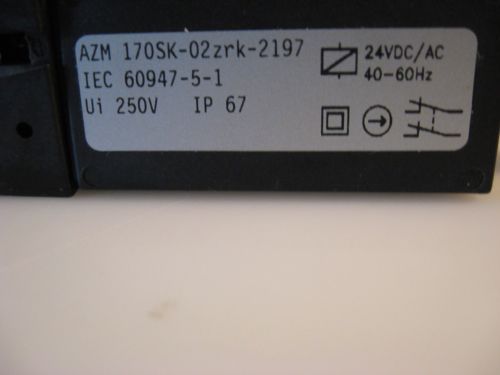 AZM 170SK-02zrk-2197
IEC 60947-5-1
Ui 250V IP 67
24VDC/AC
40-60Hz